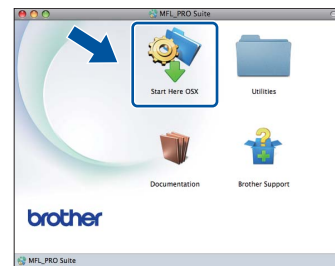 MFL_PRO Suite
Start Here OSX
Utilities
Documentation
Brother Support
brother
MFL_PRO Suite